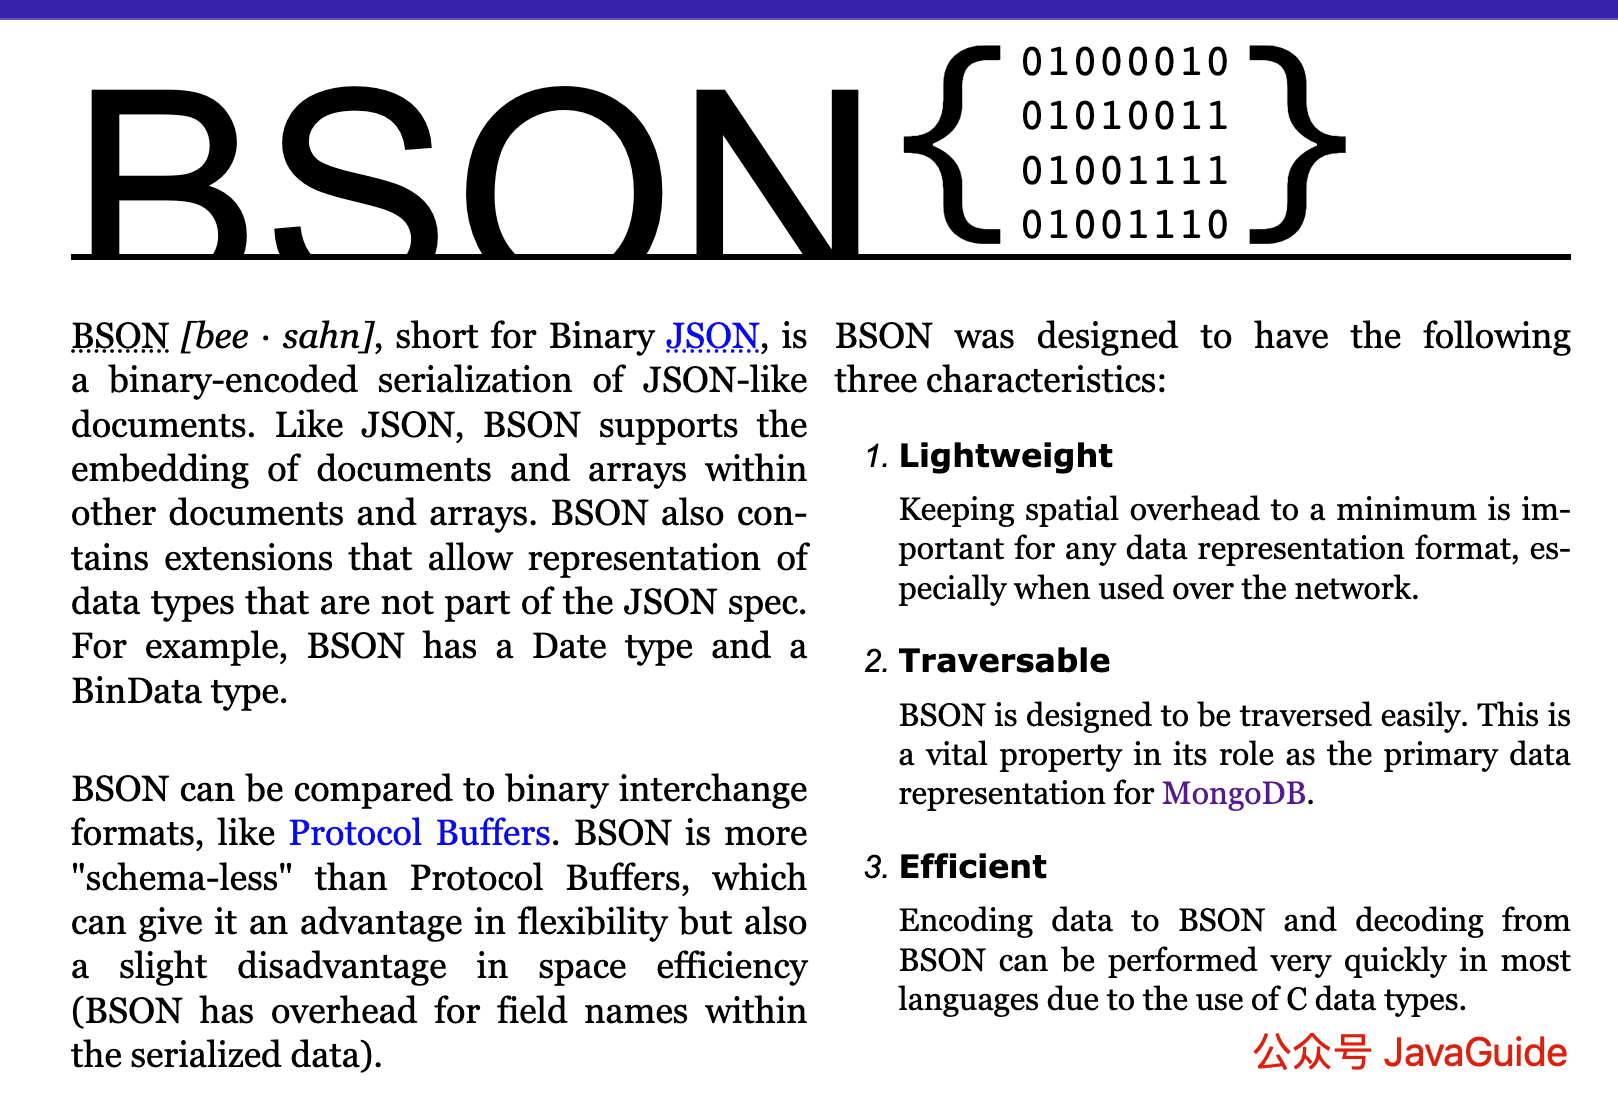 BSON
01000010
01010011
01001111
01001110
BSON [bee · sahn], short for Binary JSON, is
a binary-encoded serialization of JSON-like
documents. Like JSON, BSON supports the
embedding of documents and arrays within
other documents and arrays. BSON also con-
tains extensions that allow representation of
data types that are not part of the JSON spec.
For example, BSON has a Date type and a
BinData type.
BSON can be compared to binary interchange
formats, like Protocol Buffers. BSON is more
"schema-less" than Protocol Buffers, which
can give it an advantage in flexibility but also
a slight disadvantage in space efficiency
(BSON has overhead for field names within
the serialized data).
BSON was designed to have the following
three characteristics:
1. Lightweight
Keeping spatial overhead to a minimum is im-
portant for any data representation format, es-
pecially when used over the network.
2. Traversable
BSON is designed to be traversed easily. This is
a vital property in its role as the primary data
representation for MongoDB.
3. Efficient
Encoding data to BSON and decoding from
BSON can be performed very quickly in most
languages due to the use of C data types.
公众号 JavaGuide